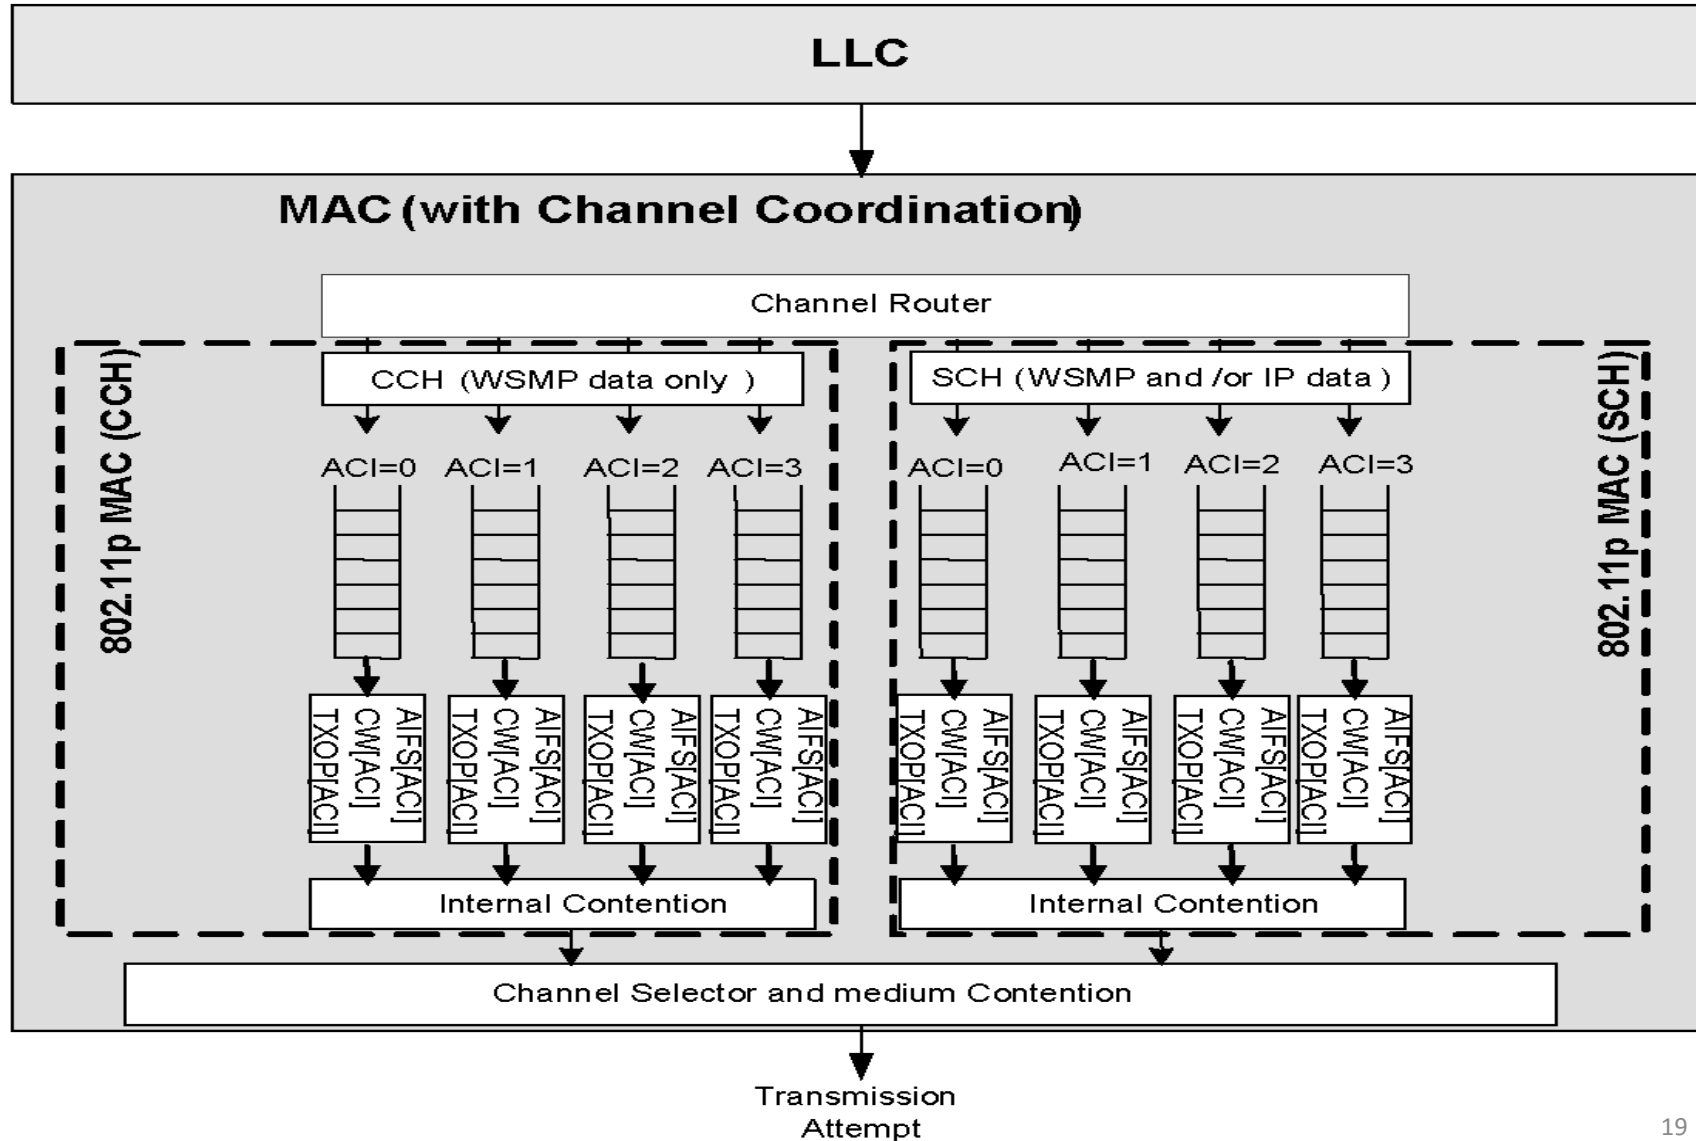 LLC
MAC (with Channel Coordination)
Channel Router
802.11p MAC (CCH)
CCH (WSMP data only )
ACI=0 ACI=1 ACI=2 ACI=3
AIFS[ACI]
CW[ACI]
TXOP[ACI]
AIFS[ACI]
CW[ACI]
TXOP[ACI]
AIFS[ACI]
CW[ACI]
TXOP[ACI]
AIFS[ACI]
CW[ACI]
TXOP[ACI]
Internal Contention
SCH (WSMP and /or IP data )
802.11p MAC (SCH)
ACI=0 ACI=1 ACI=2 ACI=3
AIFS[ACI]
CW[ACI]
TXOP[ACI]
AIFS[ACI]
CW[ACI]
TXOP[ACI]
AIFS[ACI]
CW[ACI]
TXOP[ACI]
AIFS[ACI]
CW[ACI]
TXOP[ACI]
Internal Contention
Channel Selector and medium Contention
Transmission
Attempt
19